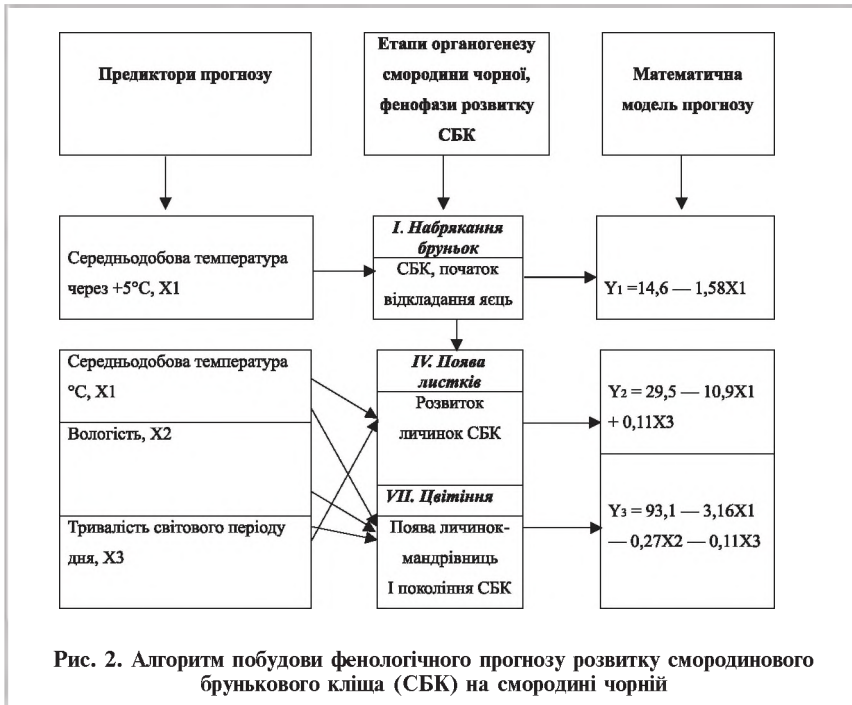 Предиктори прогнозу
Етапи органогенезу
смородини чорної,
фенофази розвитку
СБК
Математична
модель прогнозу
Середньодобова температура
через +5°С, X1
I. Набрякання
бруньок
СБК, початок
відкладання яєць
Y1 =14,6 — 1,58X1
Середньодобова температура
°С, X1
Вологість, X2
Тривалість світового періоду
дня, X3
IV. Поява
листків
Розвиток
личинок СБК
VII. Цвітіння
Поява личинок-
мандрівниць
I покоління СБК
Y2 = 29,5 — 10,9X1
+ 0,11X3
Y3 = 93,1 — 3,16X1
— 0,27X2 — 0,11X3
Рис. 2. Алгоритм побудови фенологічного прогнозу розвитку смородинового
брунькового кліща (СБК) на смородині чорній